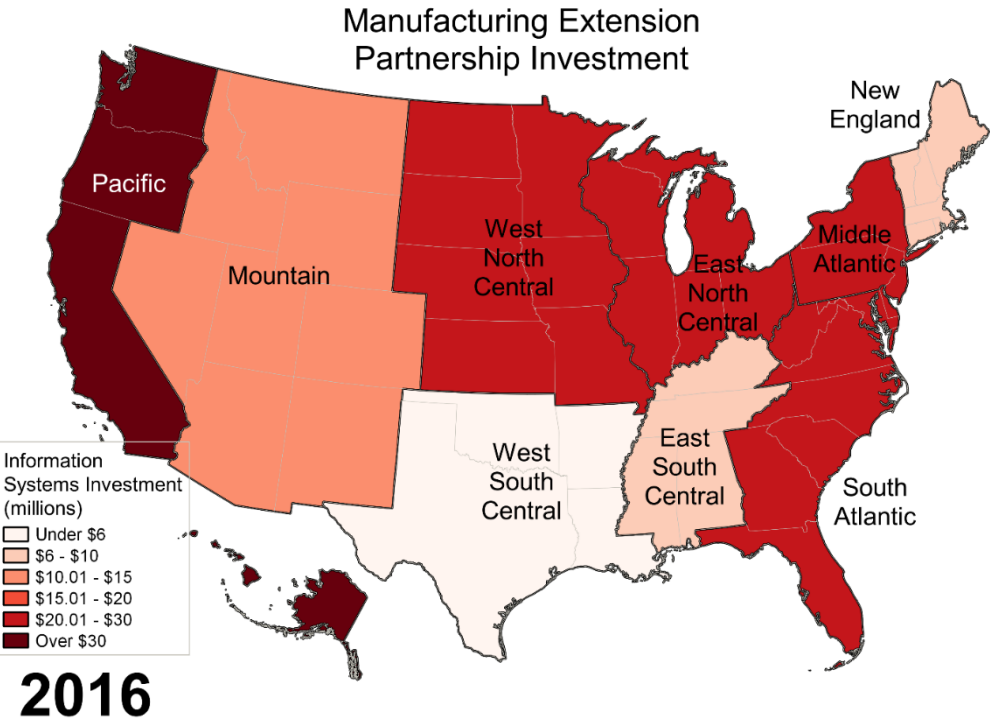 Manufacturing Extension
Partnership Investment
New
England
Pacific
West
North
Central
Middle
Atlantic
Mountain
East
North
Central
West
South
Central
East
South
Central
South
Atlantic
Information
Systems Investment
(millions)
Under $6
$6 - $10
$10.01 - $15
$15.01 - $20
$20.01 - $30
Over $30
2016